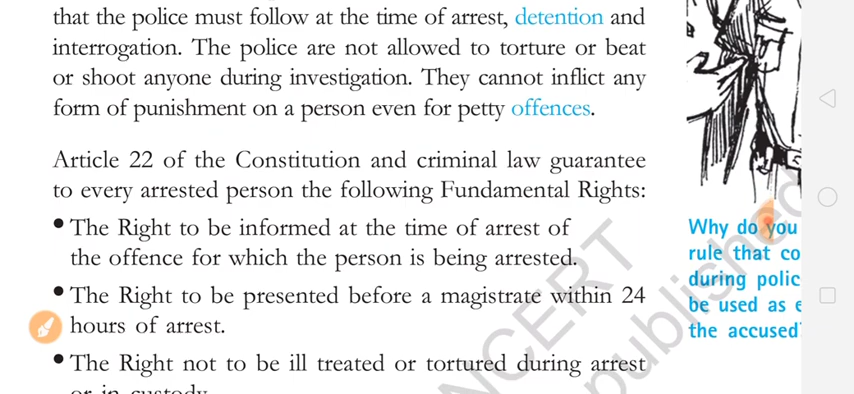 that the police must follow at the time of arrest, detention and
interrogation. The police are not allowed to torture or beat
or shoot anyone during investigation. They cannot inflict any
form of punishment on a person even for petty offences.
Article 22 of the Constitution and criminal law guarantee
to every arrested person the following Fundamental Rights:
• The Right to be informed at the time of arrest of
the offence for which the person is being arrested.
• The Right to be presented before a magistrate within 24
hours of arrest.
• The Right not to be ill treated or tortured during arrest
or in custody
Why do you
rule that co
during polic
be used as e
the accused
NCERT
published